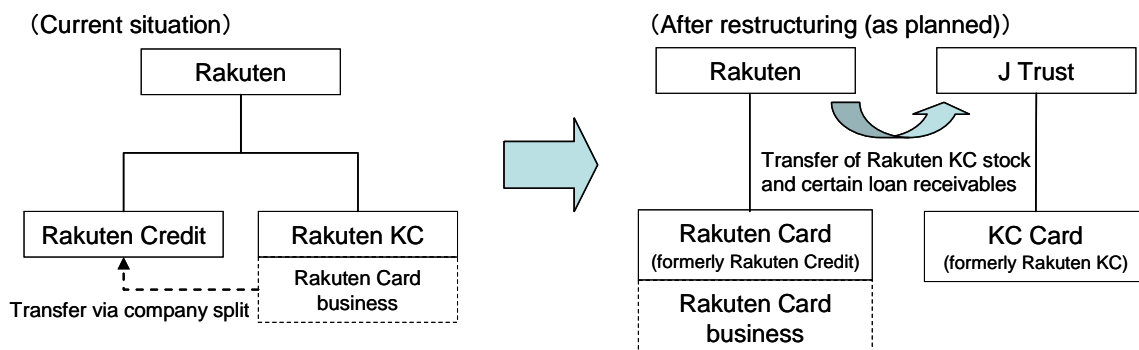 （Current situation）
Rakuten
Rakuten Credit
Rakuten KC
Rakuten Card
business
Transfer via company split
（After restructuring (as planned)）
Rakuten
J Trust
Transfer of Rakuten KC stock
and certain loan receivables
Rakuten Card
(formerly Rakuten Credit)
Rakuten Card
business
KC Card
(formerly Rakuten KC)